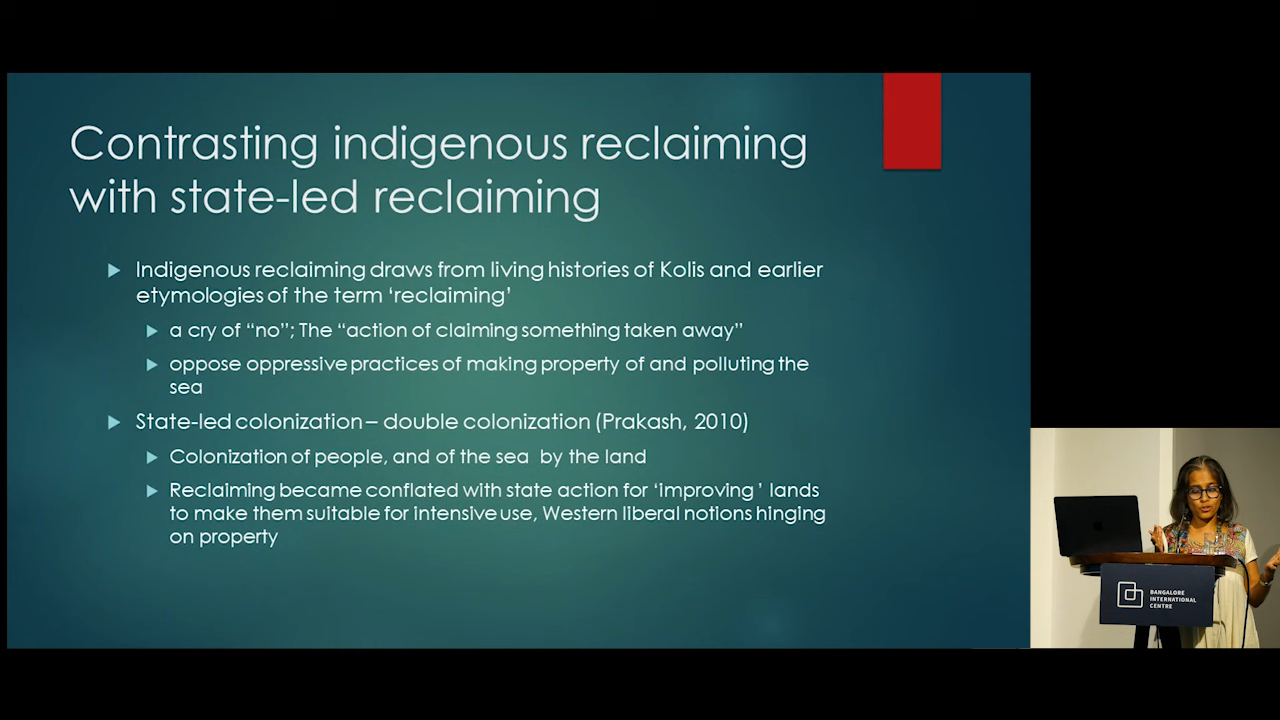 Contrasting indigenous reclaiming
with state-led reclaiming
Indigenous reclaiming draws from living histories of Kolis and earlier
etymologies of the term ‘reclaiming’
a cry of “no”; The “action of claiming something taken away”
oppose oppressive practices of making property of and polluting the
sea
State-led colonization – double colonization (Prakash, 2010)
Colonization of people, and of the sea by the land
Reclaiming became conflated with state action for ‘improving ’ lands
to make them suitable for intensive use, Western liberal notions hinging
on property
BANGALORE
INTERNATIONAL
CENTRE